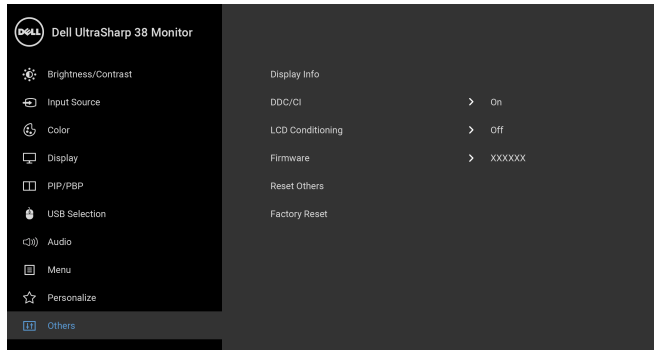 DELL Dell UltraSharp 38 Monitor
Brightness/Contrast
Input Source
Color
Display
PIP/PBP
USB Selection
Audio
Menu
Personalize
Others
Display Info
DDC/CI > On
LCD Conditioning > Off
Firmware > XXXXXX
Reset Others
Factory Reset